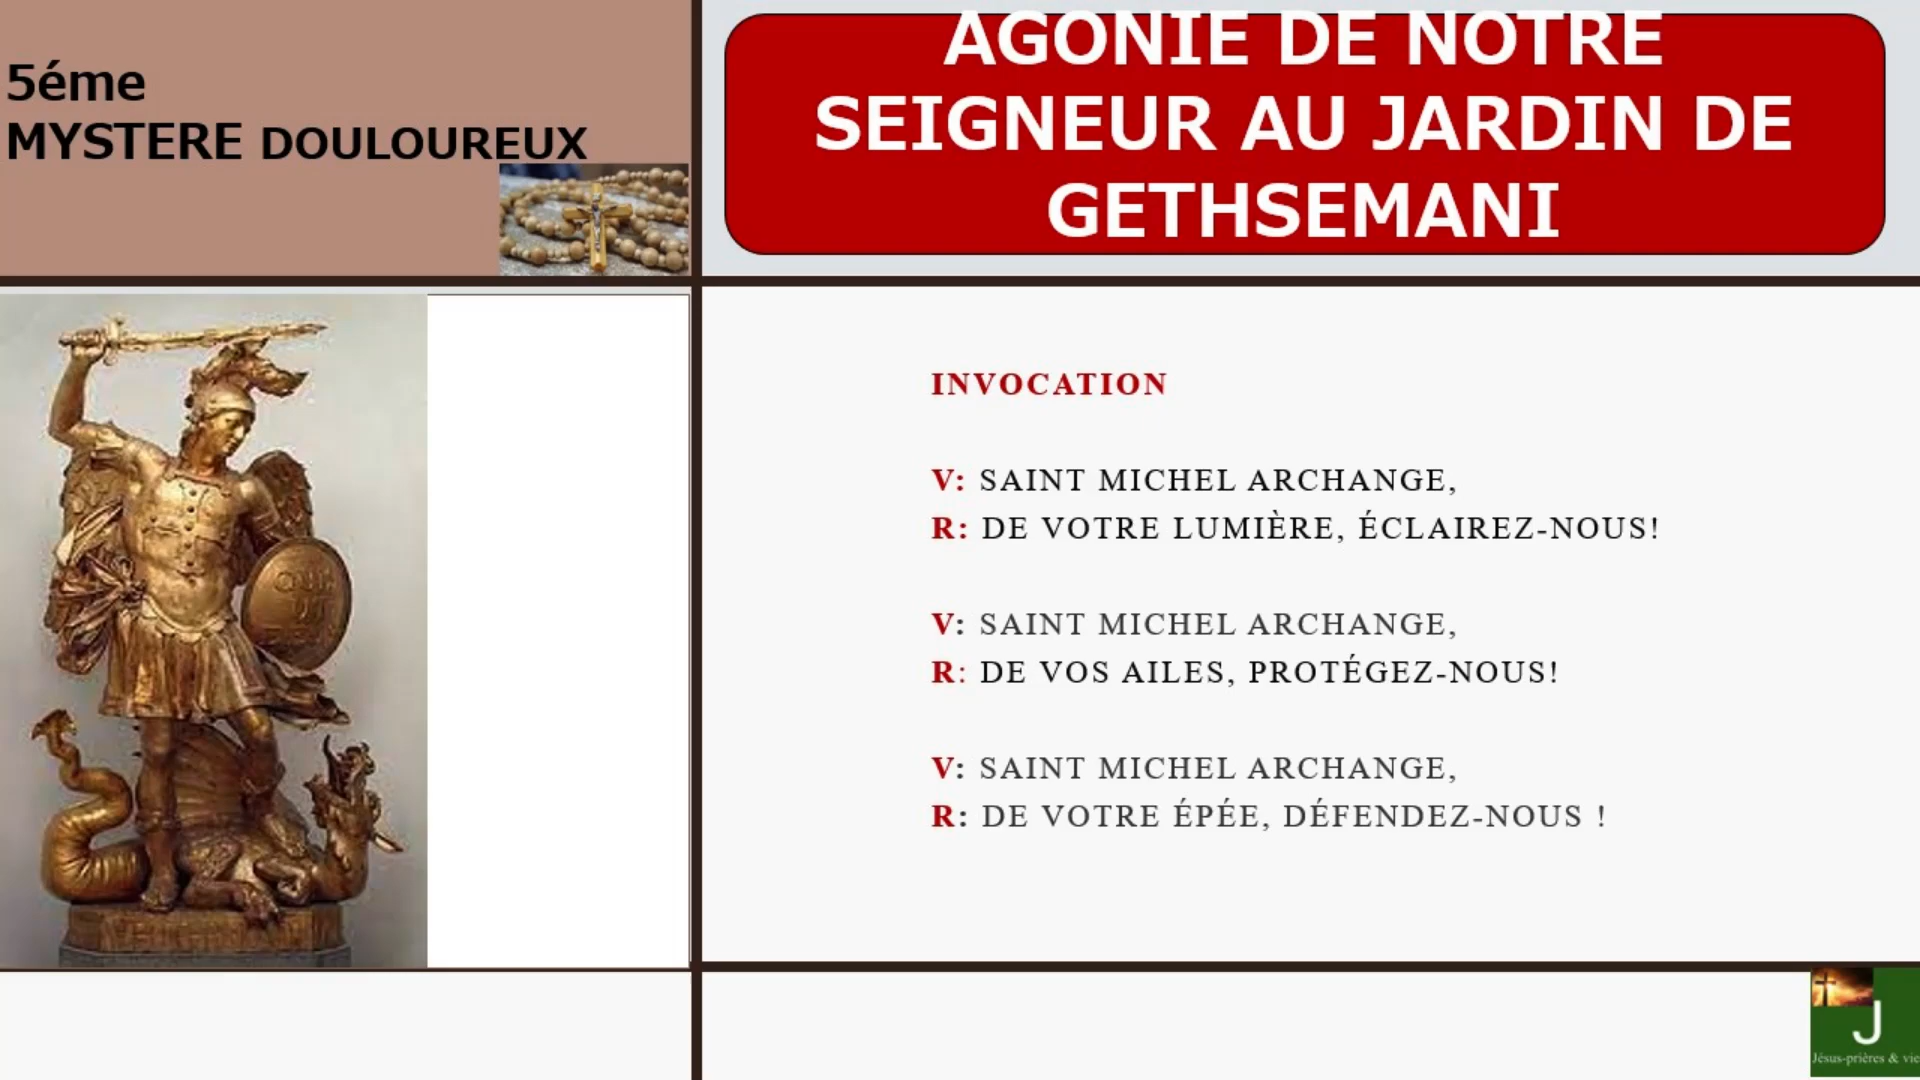 5éme
MYSTERE DOULOUREUX
AGONIE DE NOTRE
SEIGNEUR AU JARDIN DE
GETHSEMANI
INVOCATION
V: SAINT MICHEL ARCHANGE,
R: DE VOTRE LUMIÈRE, ÉCLAIREZ-NOUS!
V: SAINT MICHEL ARCHANGE,
R: DE VOS AILES, PROTÉGEZ-NOUS!
V: SAINT MICHEL ARCHANGE,
R: DE VOTRE ÉPÉE, DÉFENDEZ-NOUS !
J
Jésus-prières & vie